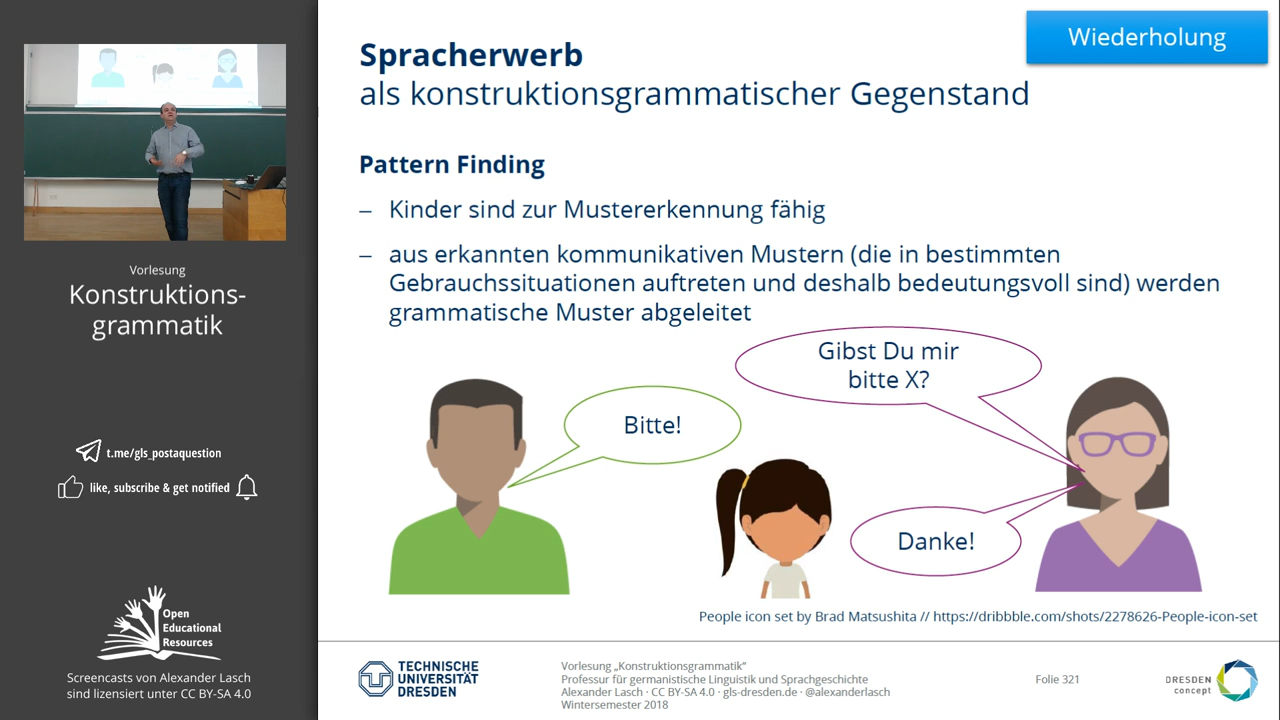 Vorlesung
Konstruktions-
grammatik
t.me/gls_postaquestion
like, subscribe & get notified
Open
Educational
Resources
Screencasts von Alexander Lasch
sind lizensiert unter CC BY-SA 4.0
Wiederholung
Spracherwerb
als konstruktionsgrammatischer Gegenstand
Pattern Finding
– Kinder sind zur Mustererkennung fähig
– aus erkannten kommunikativen Mustern (die in bestimmten
Gebrauchssituationen auftreten und deshalb bedeutungsvoll sind) werden
grammatische Muster abgeleitet
Gibst Du mir
bitte X?
Bitte!
Danke!
People icon set by Brad Matsushita // https://dribbble.com/shots/2278626-People-icon-set
TECHNISCHE
UNIVERSITÄT
DRESDEN
Vorlesung „Konstruktionsgrammatik“
Professur für germanistische Linguistik und Sprachgeschichte
Alexander Lasch · CC BY-SA 4.0 · gls-dresden.de · @alexanderlasch
Wintersemester 2018
Folie 321
DRESDEN
concept